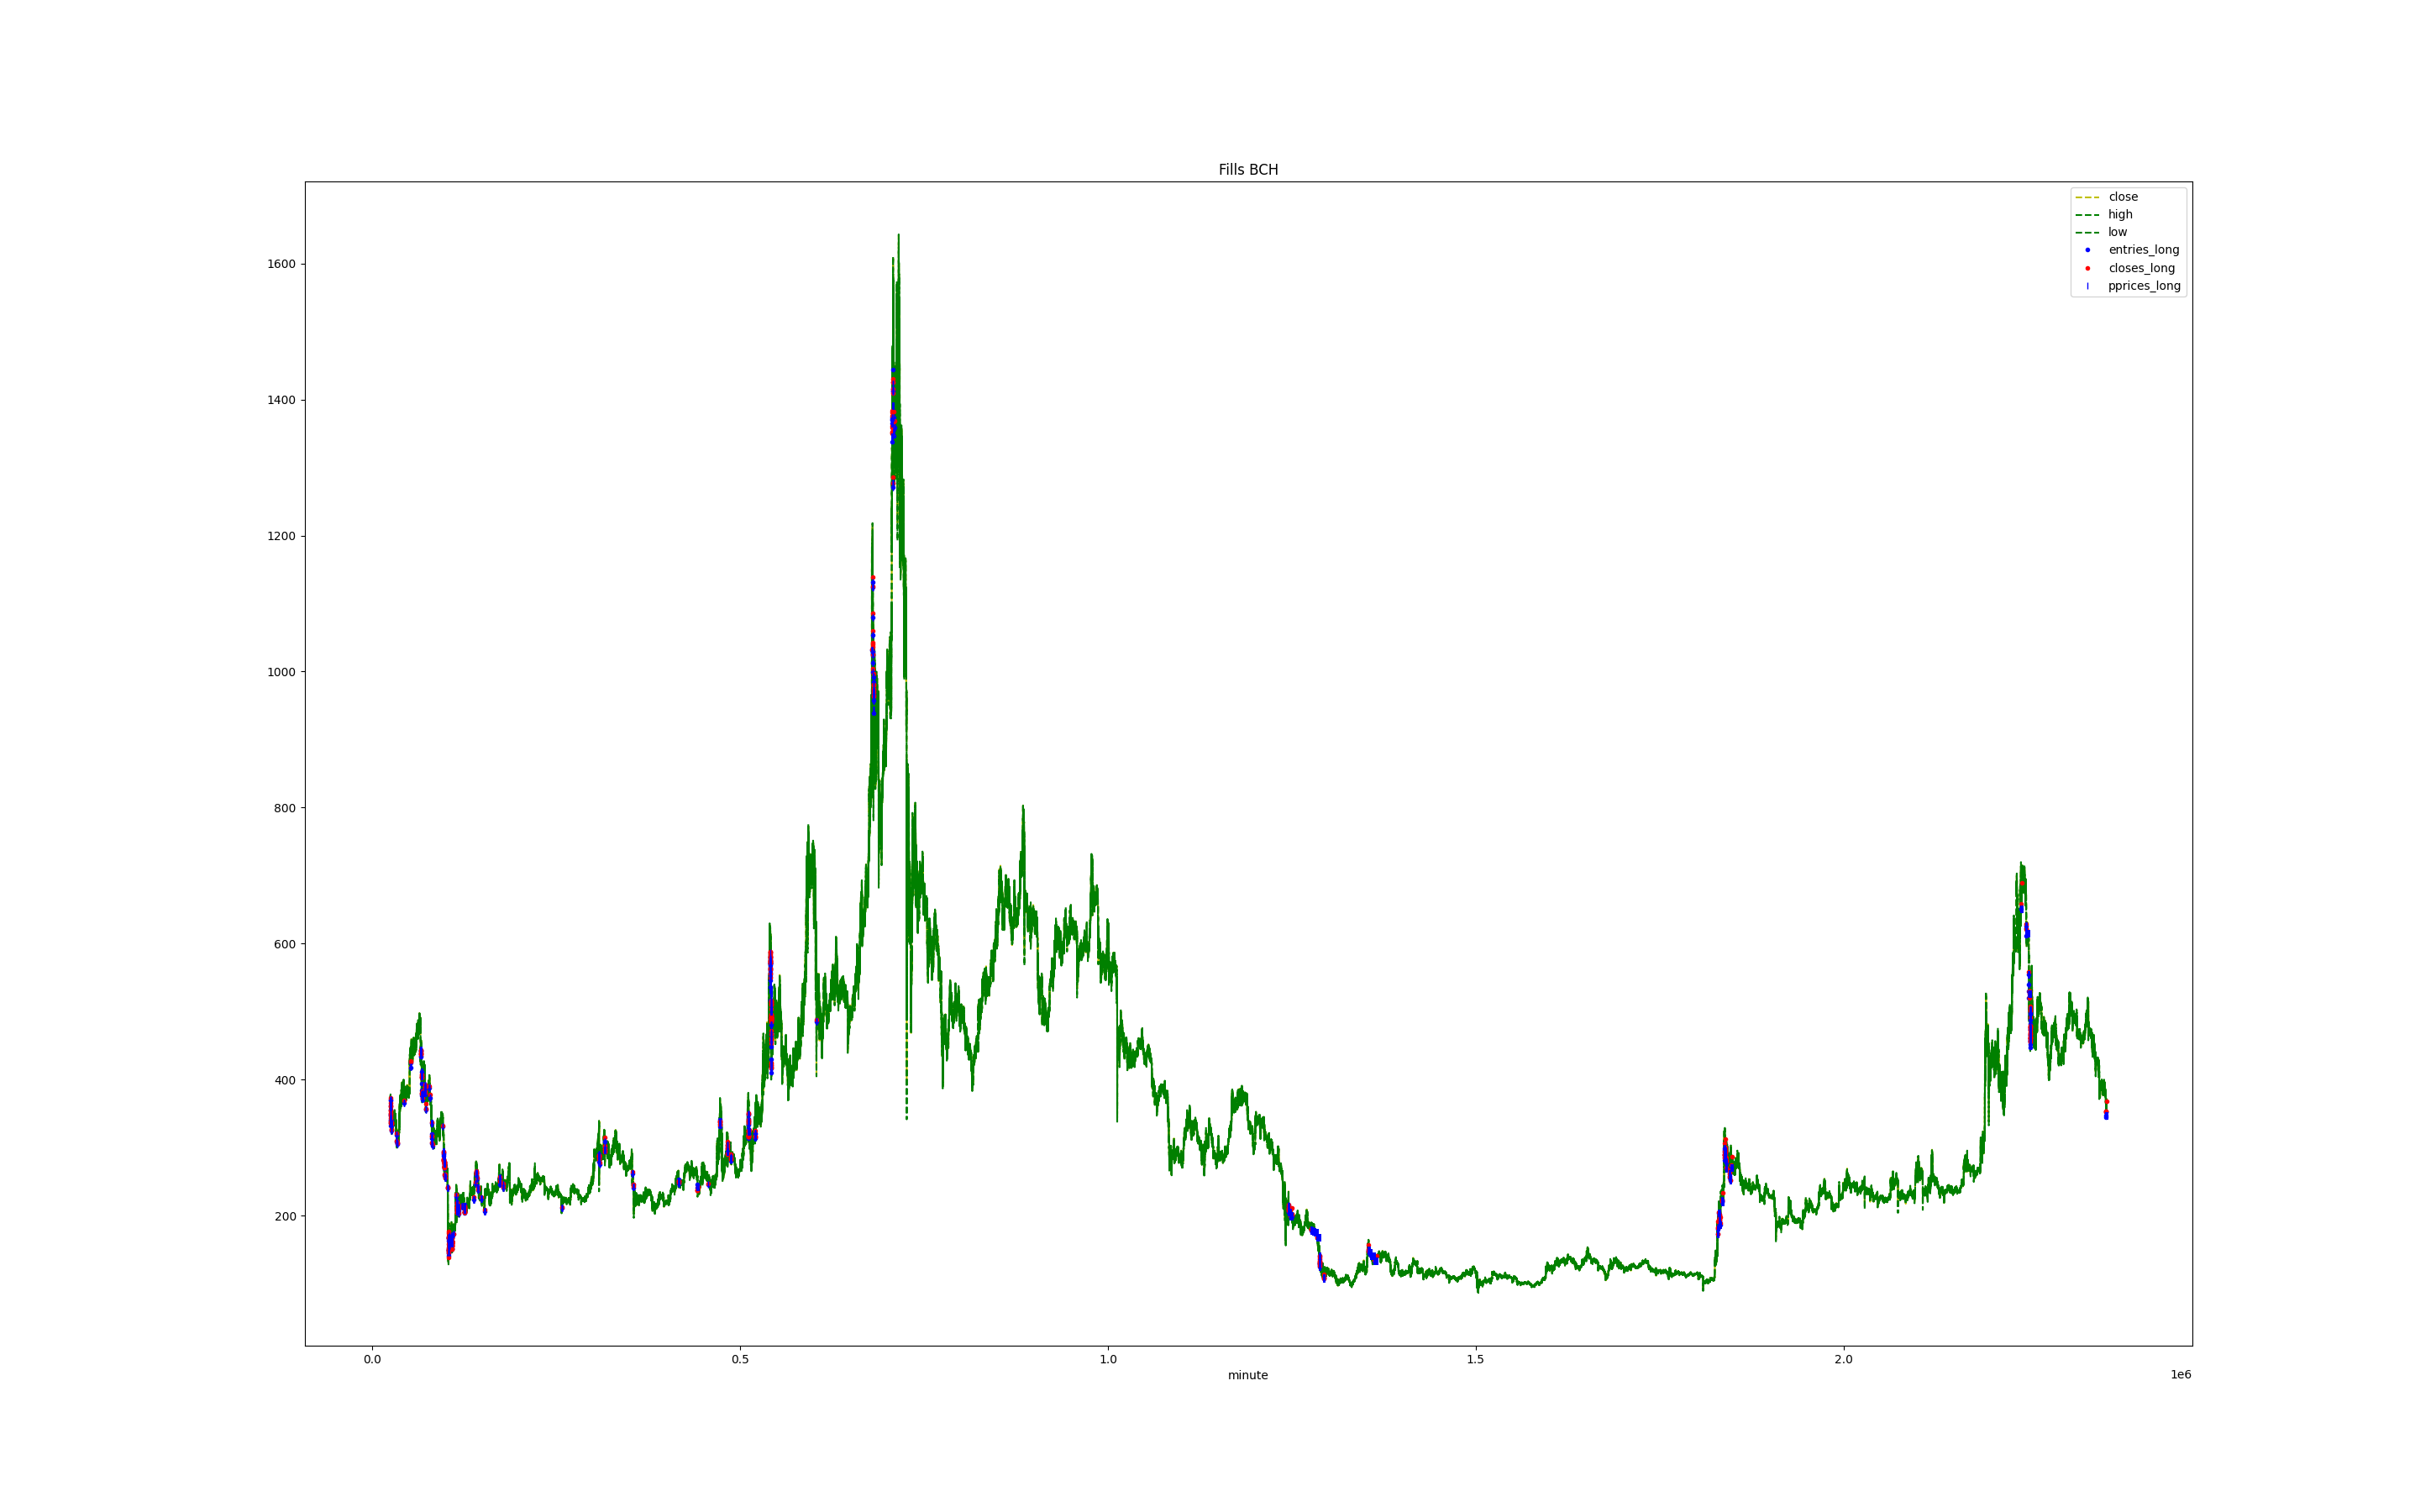 Fills BCH
close
high
low
entries_long
closes_long
pprices_long
1600
1400
1200
1000
800
600
400
200
0.0 0.5 1.0 1.5 2.0
minute 1e6